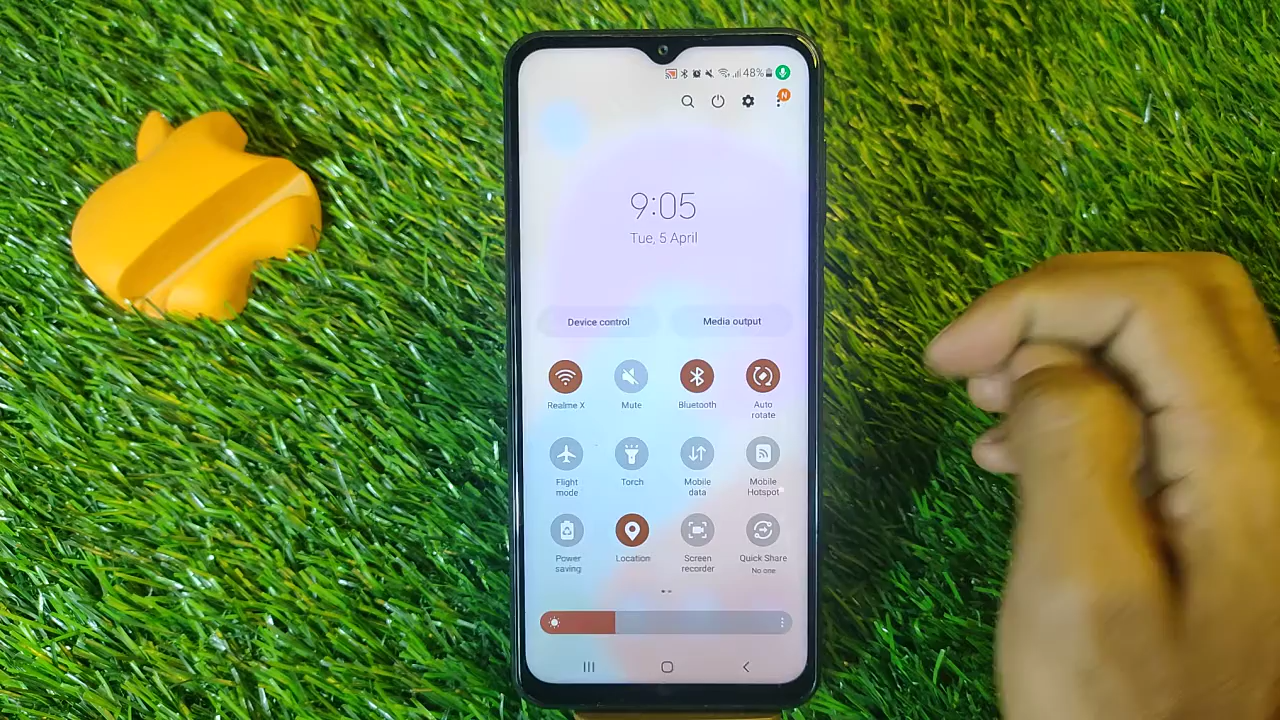 48%
N
9:05
Tue, 5 April
Device control
Media output
Realme X
Mute
Bluetooth
Auto
rotate
Flight
mode
Torch
Mobile
data
Mobile
Hotspot
Power
saving
Location
Screen
recorder
Quick Share
No one